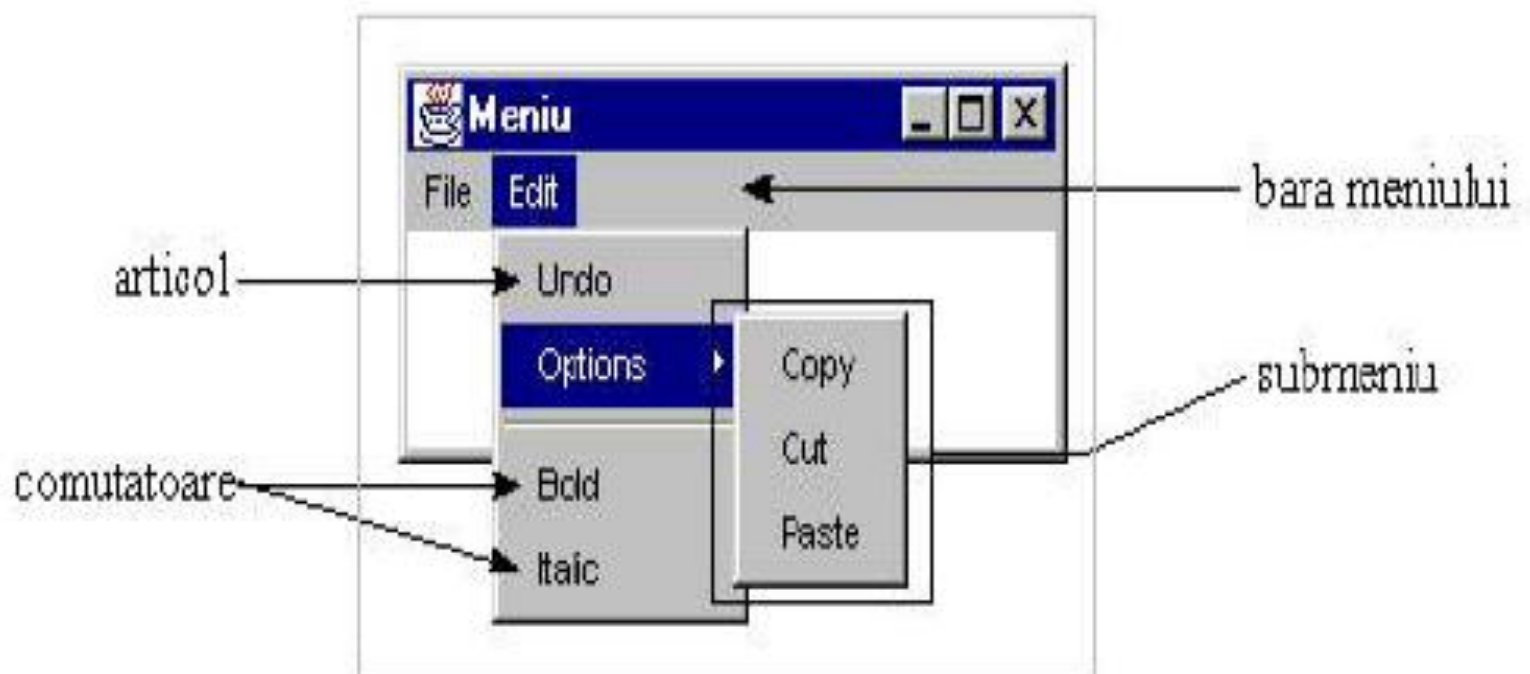 Meniu
File Edit
bara meniului
articol
Undo
Options
Copy
submeniu
Cut
comutatoare
Bold
Paste
Italic